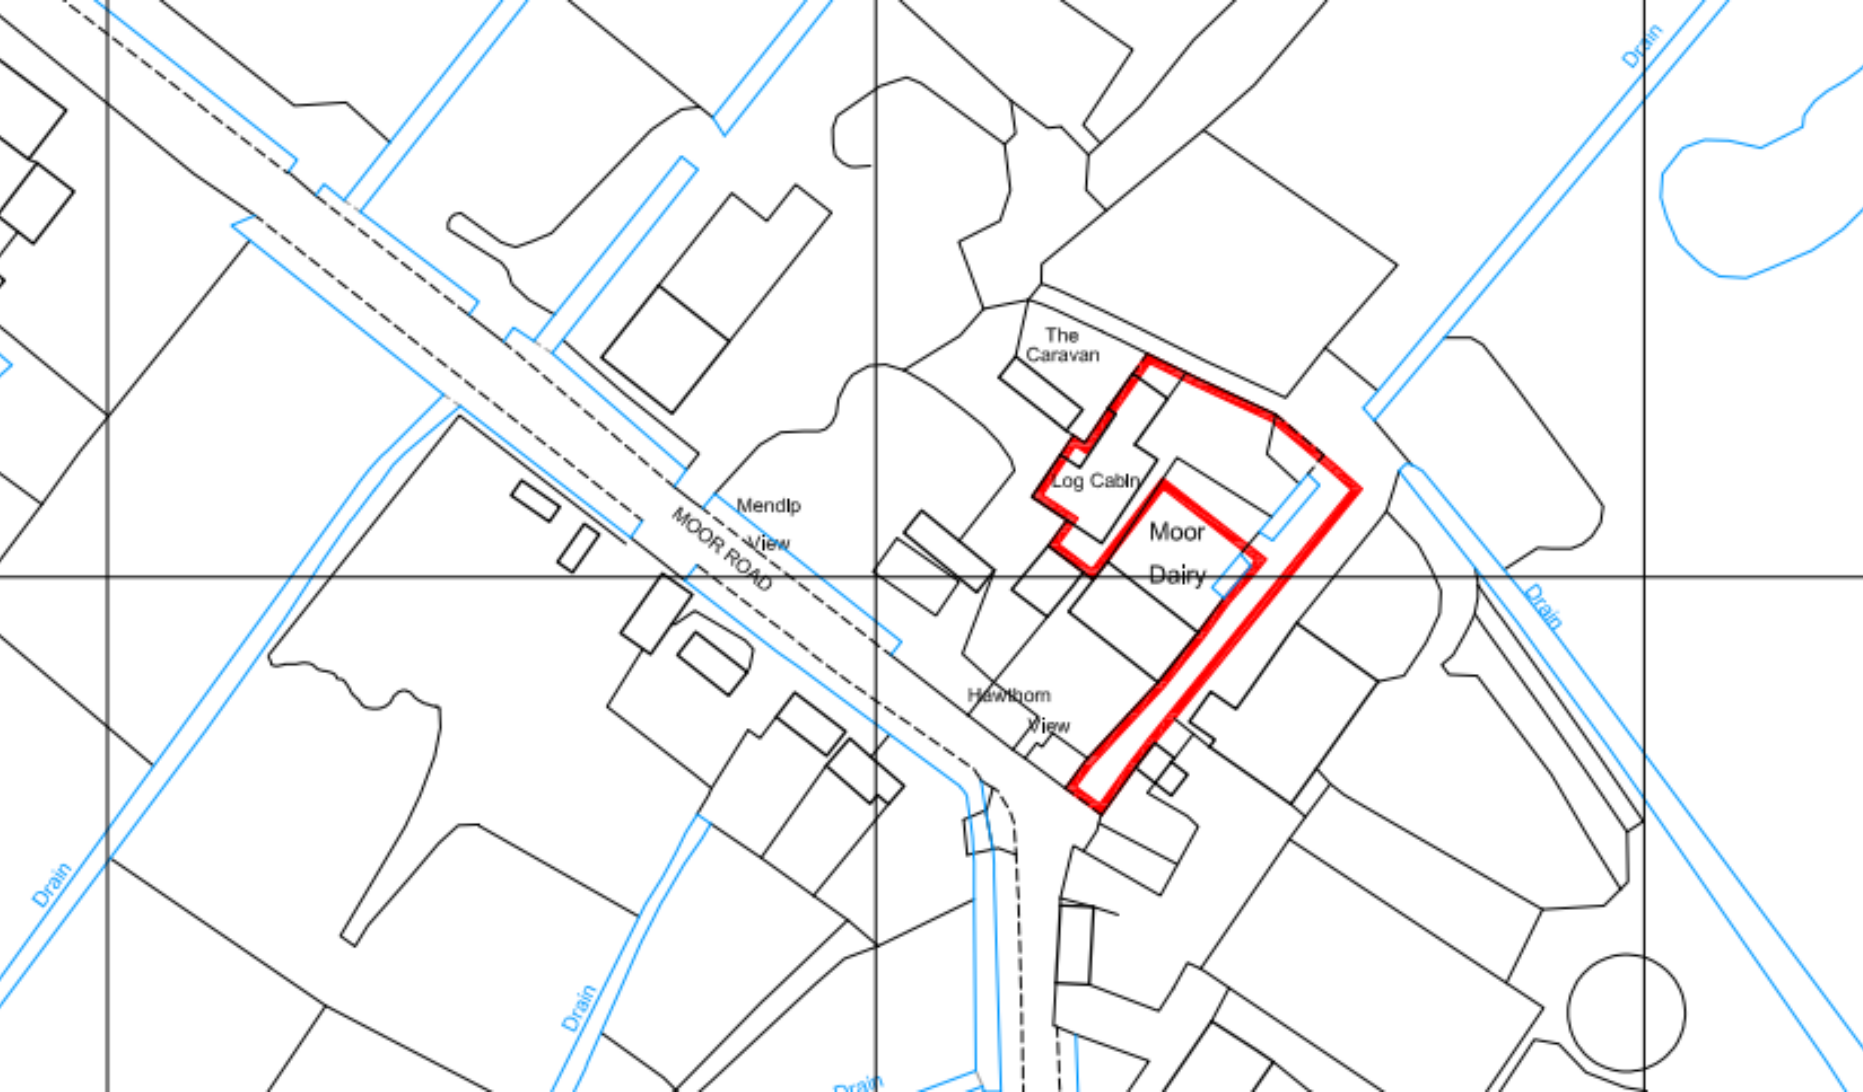 Drain
The
Caravan
Log Cabin
Mendip
View
MOOR ROAD
Moor
Dairy
Drain
Hawthorn
View
Drain
Drain
Drain